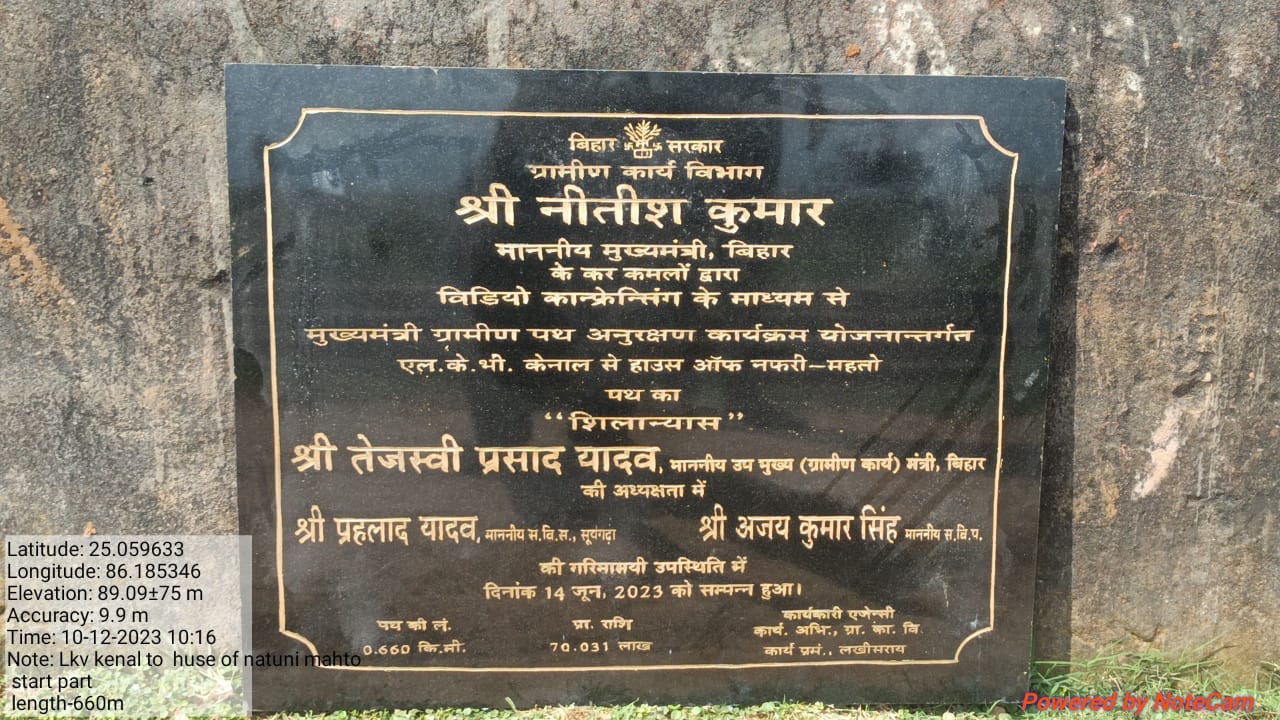 बिहार सरकार
ग्रामीण कार्य विभाग
श्री नीतीश कुमार
माननीय मुख्यमंत्री, बिहार
के कर कमलों द्वारा
विडियो कान्फ्रेन्सिंग के माध्यम से
मुख्यमंत्री ग्रामीण पथ अनुरक्षण कार्यक्रम योजनान्तर्गत
एल.के.भी. केनाल से हाउस ऑफ नफरी–महतो
पथ का
“शिलान्यास”
श्री तेजस्वी प्रसाद यादव, माननीय उप मुख्य (ग्रामीण कार्य) मंत्री, बिहार
की अध्यक्षता में
श्री प्रहलाद यादव, माननीय स.वि.स., सूर्यगढ़ा श्री अजय कुमार सिंह माननीय स.वि.प.
की गरिमामयी उपस्थिति में
दिनांक 14 जून, 2023 को सम्पन्न हुआ।
पथ की लं. प्रा. राशि कार्यकारी एजेन्सी
कार्य. अभि., ग्रा. का. वि.
0.660 कि.मी. 70.031 लाख कार्य प्रमं., लखीसराय
Latitude: 25.059633
Longitude: 86.185346
Elevation: 89.09±75 m
Accuracy: 9.9 m
Time: 10-12-2023 10:16
Note: Lkv kenal to huse of natuni mahto
start part
length-660m
Powered by NoteCam